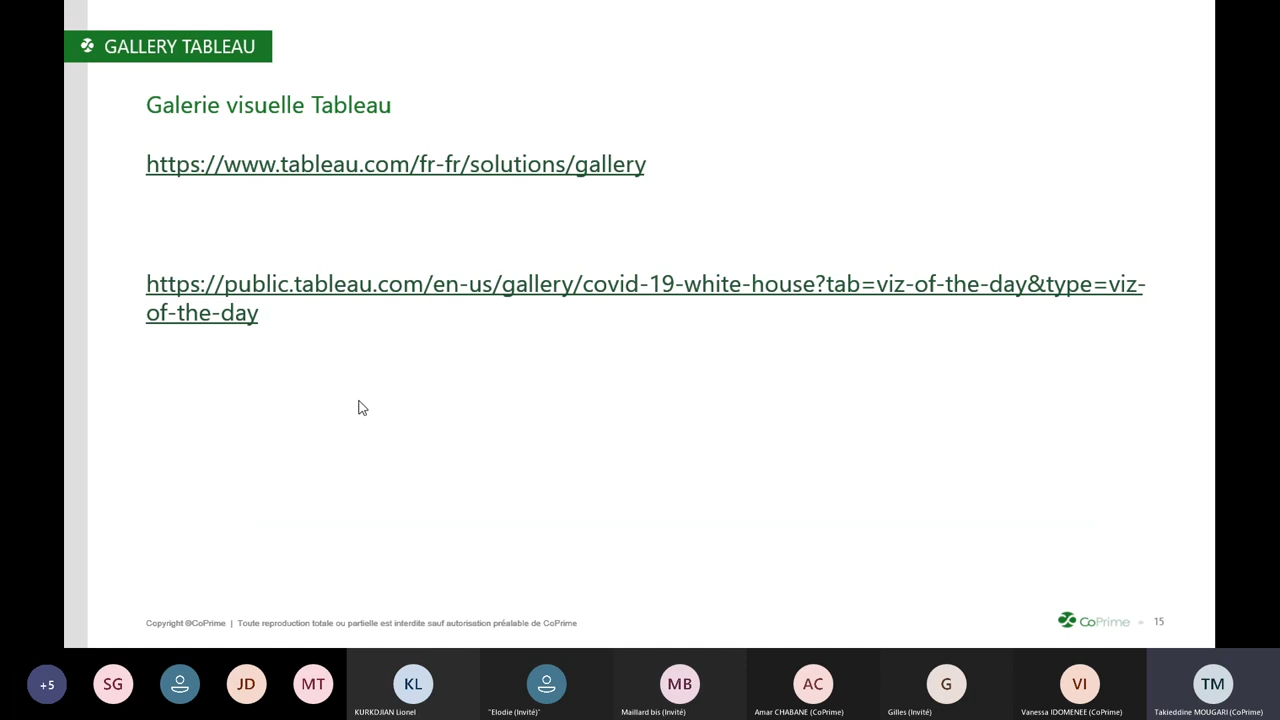 GALLERY TABLEAU
Galerie visuelle Tableau
https://www.tableau.com/fr-fr/solutions/gallery
https://public.tableau.com/en-us/gallery/covid-19-white-house?tab=viz-of-the-day&type=viz-
of-the-day
Copyright ©CoPrime | Toute reproduction totale ou partielle est interdite sauf autorisation préalable de CoPrime
CoPrime 15
+5 SG JD MT KL MB AC G VI TM
KURKDJIAN Lionel "Elodie (Invité)" Maillard bis (Invité) Amar CHABANE (CoPrime) Gilles (Invité) Vanessa IDOMENEE (CoPrime) Takieddine MOUGARI (CoPrime)